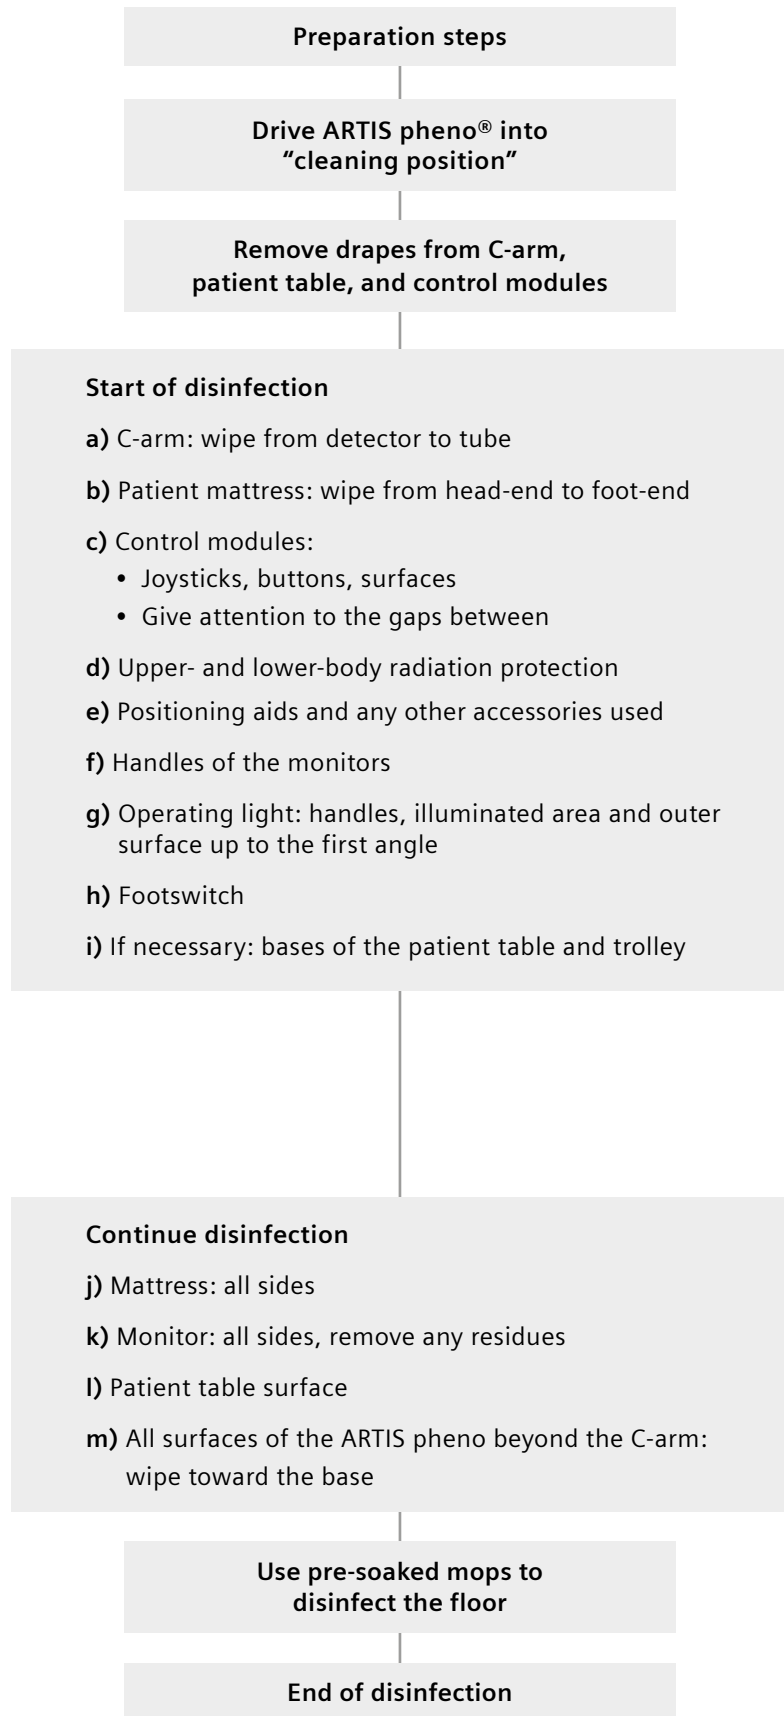 Preparation steps
Drive ARTIS pheno® into
“cleaning position”
Remove drapes from C-arm,
patient table, and control modules
Start of disinfection
a) C-arm: wipe from detector to tube
b) Patient mattress: wipe from head-end to foot-end
c) Control modules:
• Joysticks, buttons, surfaces
• Give attention to the gaps between
d) Upper- and lower-body radiation protection
e) Positioning aids and any other accessories used
f) Handles of the monitors
g) Operating light: handles, illuminated area and outer
surface up to the first angle
h) Footswitch
i) If necessary: bases of the patient table and trolley
Continue disinfection
j) Mattress: all sides
k) Monitor: all sides, remove any residues
l) Patient table surface
m) All surfaces of the ARTIS pheno beyond the C-arm:
wipe toward the base
Use pre-soaked mops to
disinfect the floor
End of disinfection